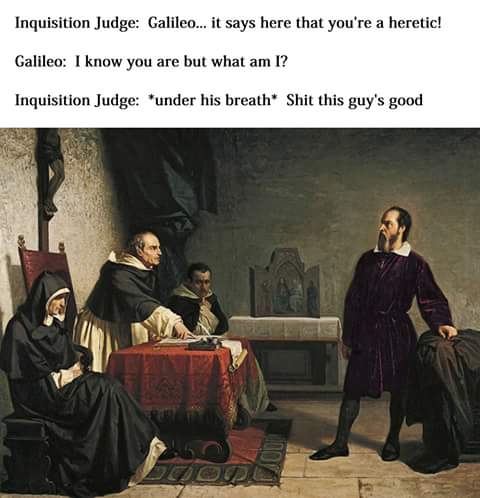 Inquisition Judge:  Galileo... it says here that you're a heretic!
Galileo:  I know you are but what am I?
Inquisition Judge:  *under his breath*  Shit this guy's good